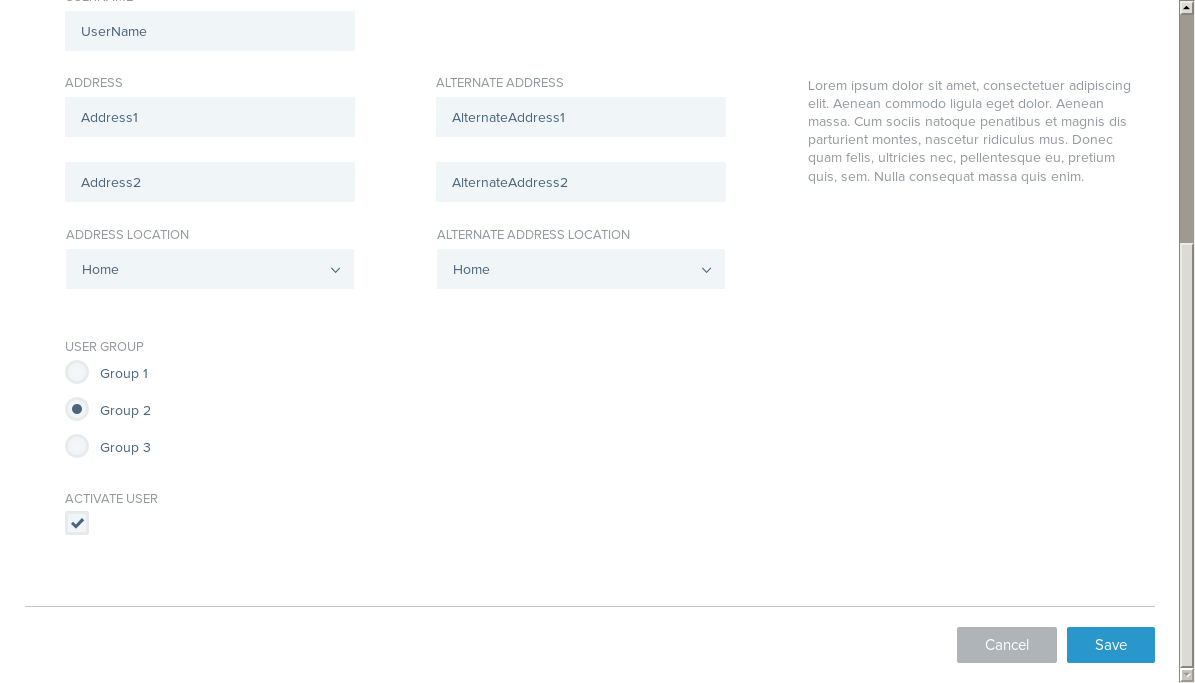 UserName
ADDRESS
ALTERNATE ADDRESS
Address1
AlternateAddress1
Lorem ipsum dolor sit amet, consectetuer adipiscing
elit. Aenean commodo ligula eget dolor. Aenean
massa. Cum sociis natoque penatibus et magnis dis
parturient montes, nascetur ridiculus mus. Donec
quam felis, ultricies nec, pellentesque eu, pretium
quis, sem. Nulla consequat massa quis enim.
Address2
AlternateAddress2
ADDRESS LOCATION
ALTERNATE ADDRESS LOCATION
Home
Home
USER GROUP
Group 1
Group 2
Group 3
ACTIVATE USER
Cancel
Save